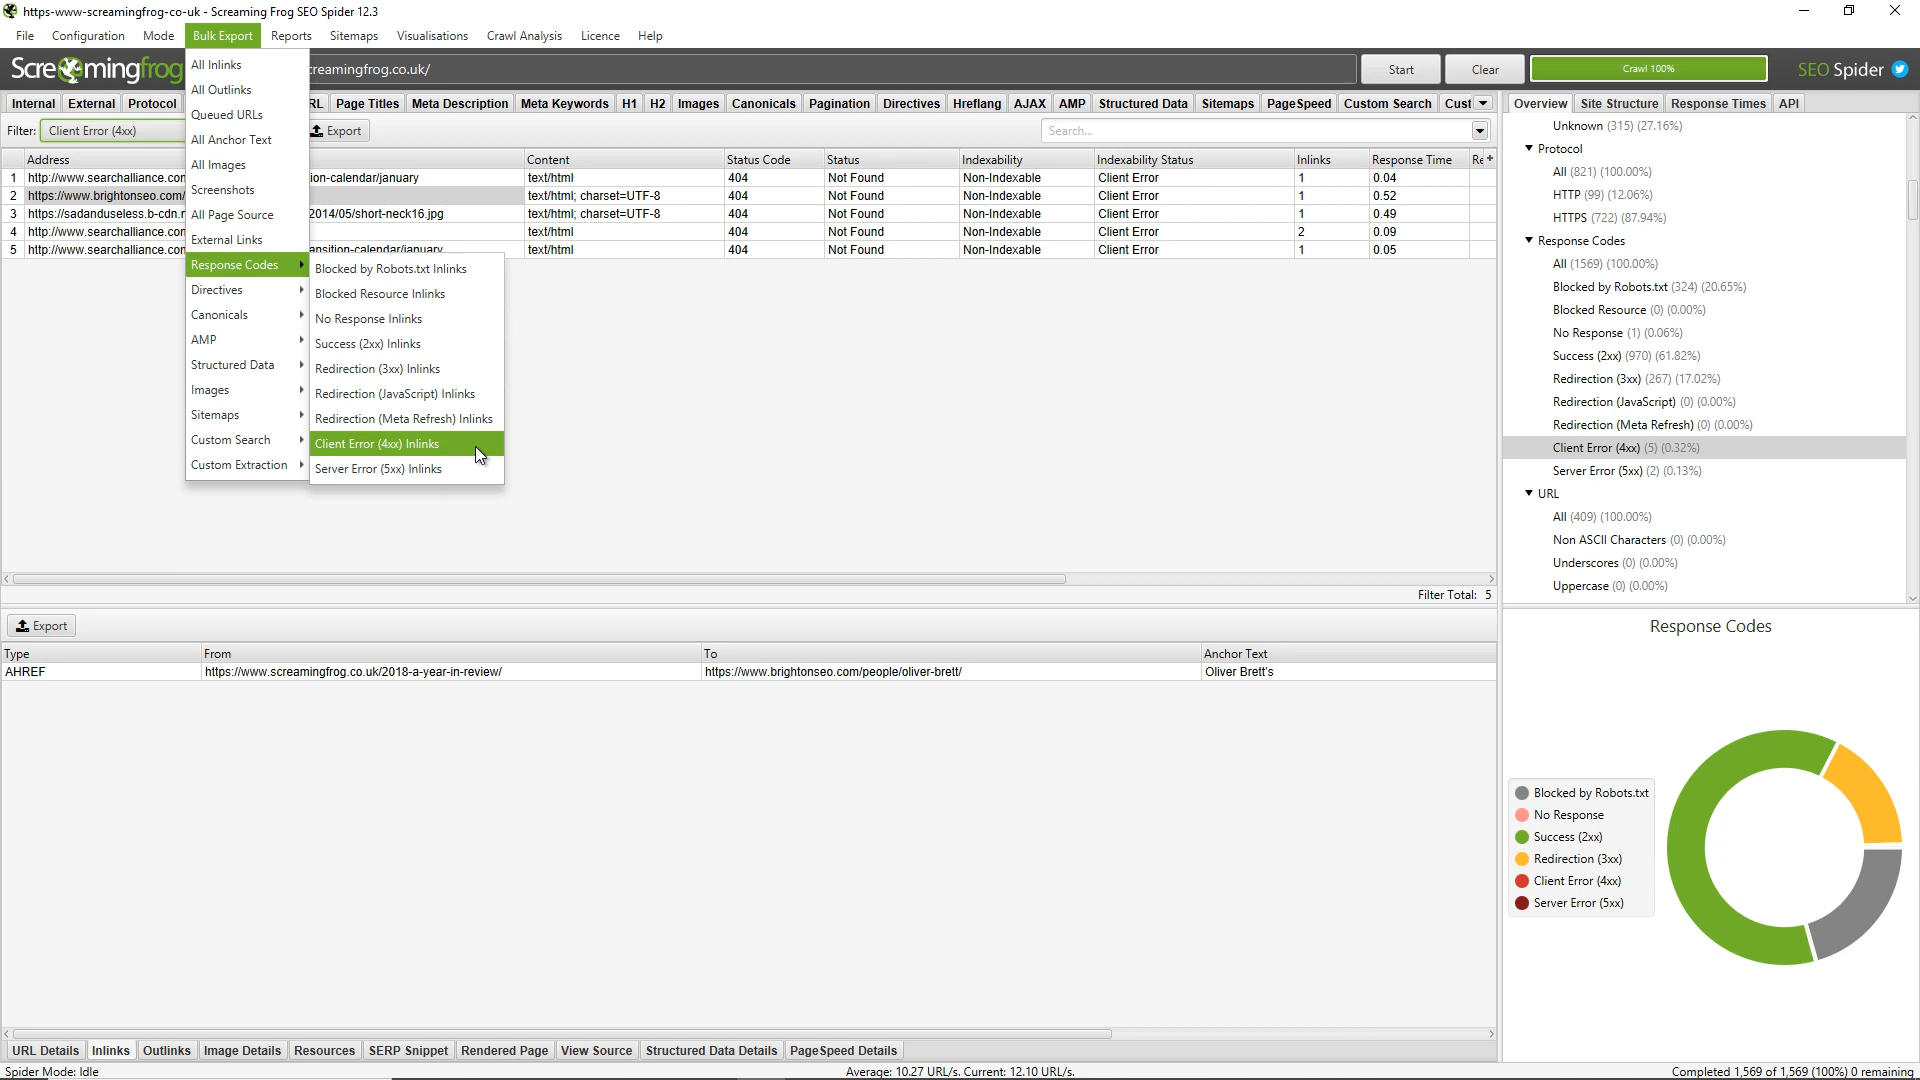 https-www-screamingfrog-co-uk - Screaming Frog SEO Spider 12.3
File Configuration Mode Bulk Export Reports Sitemaps Visualisations Crawl Analysis Licence Help
Screamingfrog creamingfrog.co.uk/ Start Clear Crawl 100% SEO Spider
Internal External Protocol RL Page Titles Meta Description Meta Keywords H1 H2 Images Canonicals Pagination Directives Hreflang AJAX AMP Structured Data Sitemaps PageSpeed Custom Search Cust
Filter: Client Error (4xx) Export Search...
Address Content Status Code Status Indexability Indexability Status Inlinks Response Time Re +
1 http://www.searchalliance.con ion-calendar/january text/html 404 Not Found Non-Indexable Client Error 1 0.04
2 https://www.brightonseo.com/ text/html; charset=UTF-8 404 Not Found Non-Indexable Client Error 1 0.52
3 https://sadanduseless.b-cdn.r 2014/05/short-neck16.jpg text/html; charset=UTF-8 404 Not Found Non-Indexable Client Error 1 0.49
4 http://www.searchalliance.con text/html 404 Not Found Non-Indexable Client Error 2 0.09
5 http://www.searchalliance.con ansition-calendar/january text/html 404 Not Found Non-Indexable Client Error 1 0.05
All Inlinks
All Outlinks
Queued URLs
All Anchor Text
All Images
Screenshots
All Page Source
External Links
Response Codes
Directives
Canonicals
AMP
Structured Data
Images
Sitemaps
Custom Search
Custom Extraction
Blocked by Robots.txt Inlinks
Blocked Resource Inlinks
No Response Inlinks
Success (2xx) Inlinks
Redirection (3xx) Inlinks
Redirection (JavaScript) Inlinks
Redirection (Meta Refresh) Inlinks
Client Error (4xx) Inlinks
Server Error (5xx) Inlinks
Filter Total: 5
Export
Type From To Anchor Text
AHREF https://www.screamingfrog.co.uk/2018-a-year-in-review/ https://www.brightonseo.com/people/oliver-brett/ Oliver Brett's
URL Details Inlinks Outlinks Image Details Resources SERP Snippet Rendered Page View Source Structured Data Details PageSpeed Details
Overview Site Structure Response Times API
Unknown (315) (27.16%)
Protocol
All (821) (100.00%)
HTTP (99) (12.06%)
HTTPS (722) (87.94%)
Response Codes
All (1569) (100.00%)
Blocked by Robots.txt (324) (20.65%)
Blocked Resource (0) (0.00%)
No Response (1) (0.06%)
Success (2xx) (970) (61.82%)
Redirection (3xx) (267) (17.02%)
Redirection (JavaScript) (0) (0.00%)
Redirection (Meta Refresh) (0) (0.00%)
Client Error (4xx) (5) (0.32%)
Server Error (5xx) (2) (0.13%)
URL
All (409) (100.00%)
Non ASCII Characters (0) (0.00%)
Underscores (0) (0.00%)
Uppercase (0) (0.00%)
Response Codes
Blocked by Robots.txt
No Response
Success (2xx)
Redirection (3xx)
Client Error (4xx)
Server Error (5xx)
Spider Mode: Idle Average: 10.27 URL/s. Current: 12.10 URL/s. Completed 1,569 of 1,569 (100%) 0 remaining